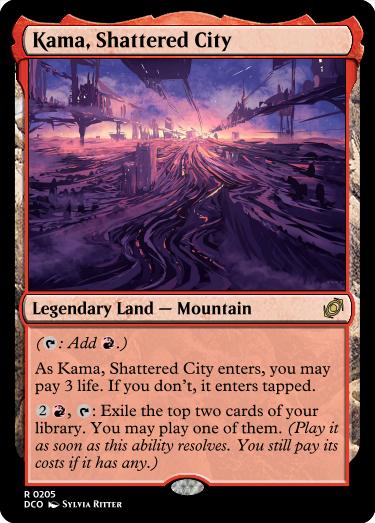 Kama, Shattered City
Legendary Land — Mountain
(T: Add R.)
As Kama, Shattered City enters, you may
pay 3 life. If you don't, it enters tapped.
2 R, T: Exile the top two cards of your
library. You may play one of them. (Play it
as soon as this ability resolves. You still pay
its costs if it has any.)
R 0205
DCO Sylvia Ritter